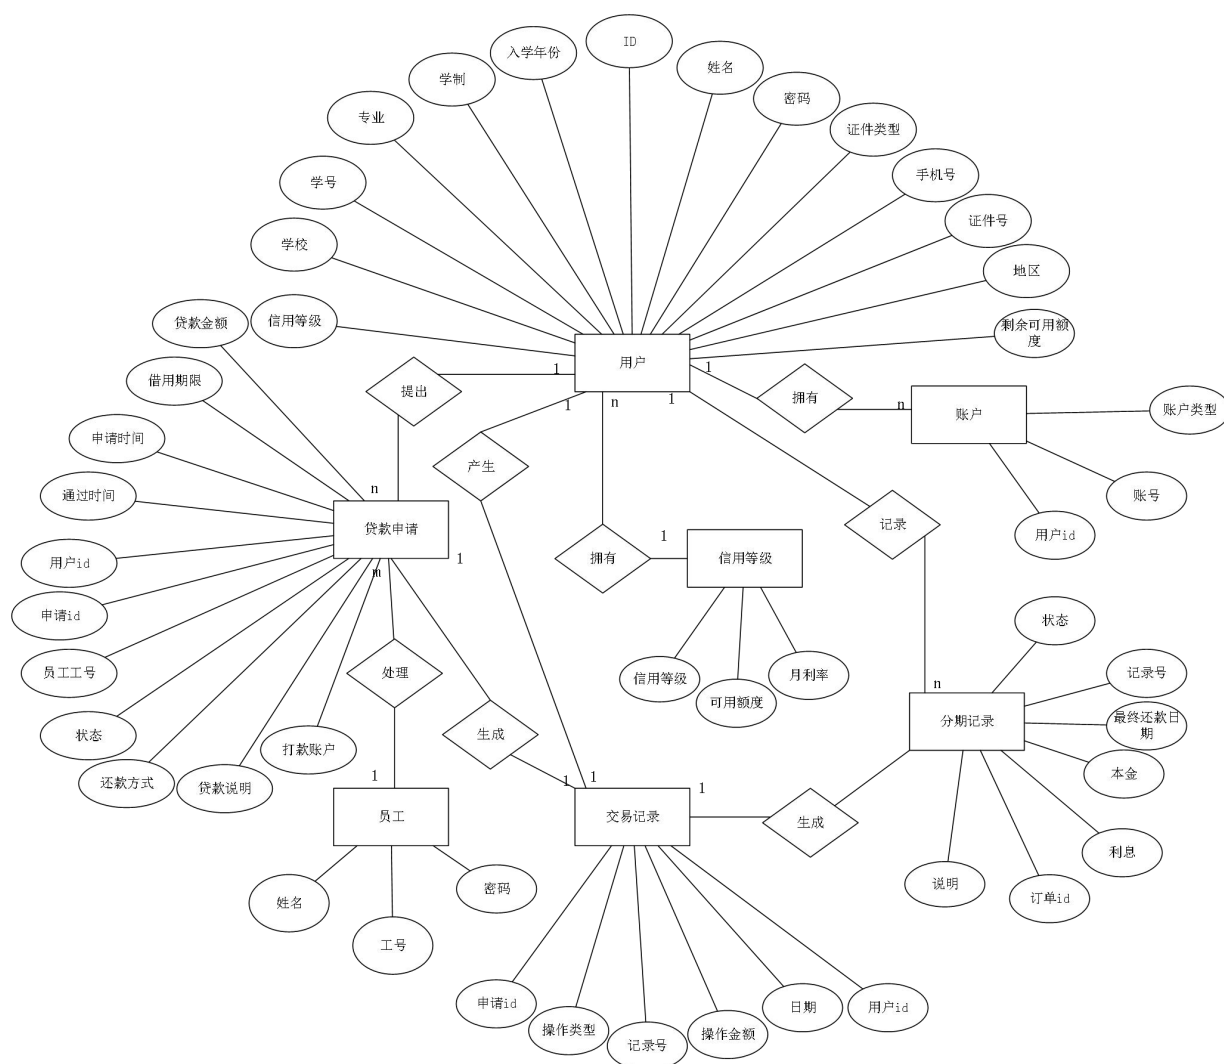 ID
入学年份
姓名
学制
密码
专业
证件类型
手机号
学号
证件号
学校
地区
贷款金额
信用等级
剩余可用额
度
用户
1
1
提出
借用期限
拥有
n
账户
账户类型
1
n
1
申请时间
产生
通过时间
n
账号
贷款申请
记录
用户id
1
用户id
1
拥有
信用等级
m
申请id
状态
员工工号
处理
信用等级
可用额度
月利率
记录号
n
状态
生成
分期记录
最终还款日
期
打款账户
还款方式
贷款说明
1
1
1
1
本金
员工
交易记录
生成
利息
姓名
密码
说明
订单id
工号
申请id
操作类型
记录号
操作金额
日期
用户id